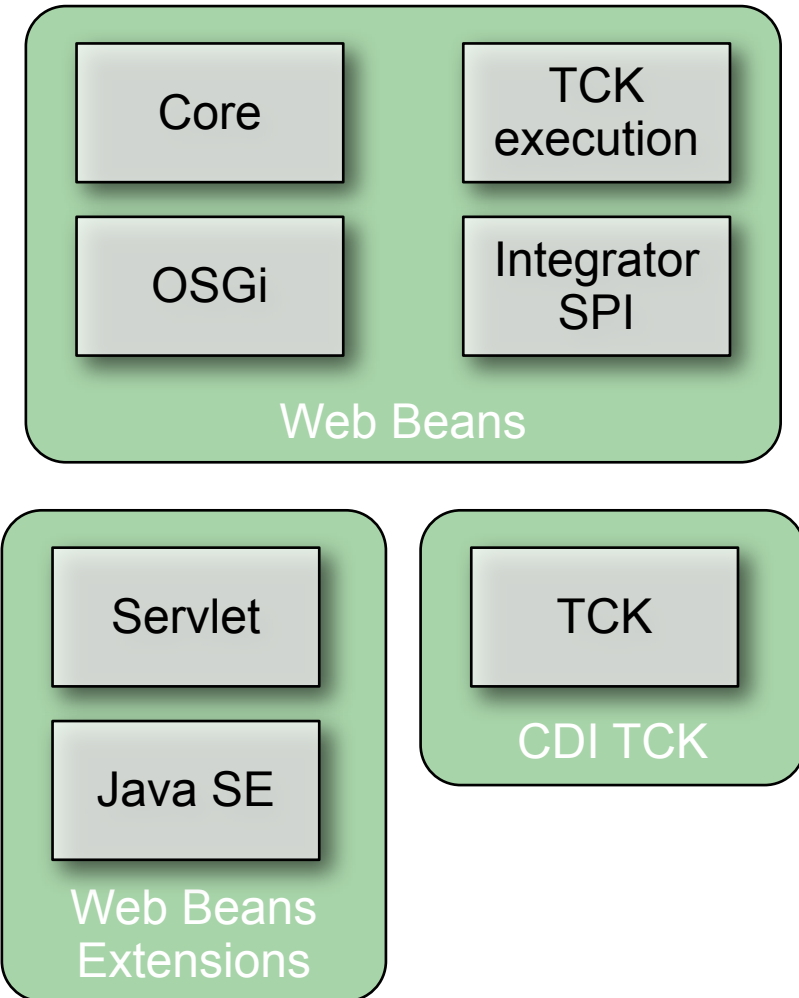 Core
TCK
execution
OSGi
Integrator
SPI
Web Beans
Servlet
Java SE
Web Beans
Extensions
TCK
CDI TCK